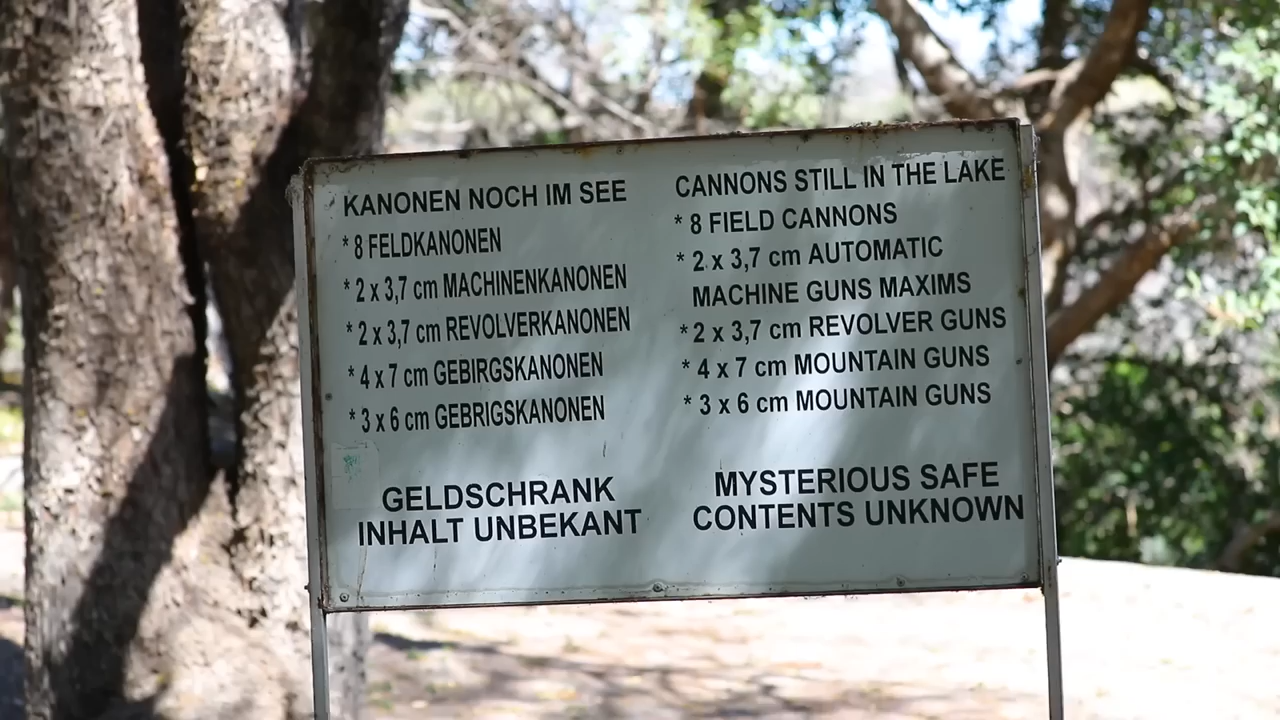 KANONEN NOCH IM SEE
* 8 FELDKANONEN
* 2 x 3,7 cm MACHINENKANONEN
* 2 x 3,7 cm REVOLVERKANONEN
* 4 x 7 cm GEBIRGSKANONEN
* 3 x 6 cm GEBRIGSKANONEN
GELDSCHRANK
INHALT UNBEKANT
CANNONS STILL IN THE LAKE
* 8 FIELD CANNONS
* 2 x 3,7 cm AUTOMATIC
MACHINE GUNS MAXIMS
* 2 x 3,7 cm REVOLVER GUNS
* 4 x 7 cm MOUNTAIN GUNS
* 3 x 6 cm MOUNTAIN GUNS
MYSTERIOUS SAFE
CONTENTS UNKNOWN